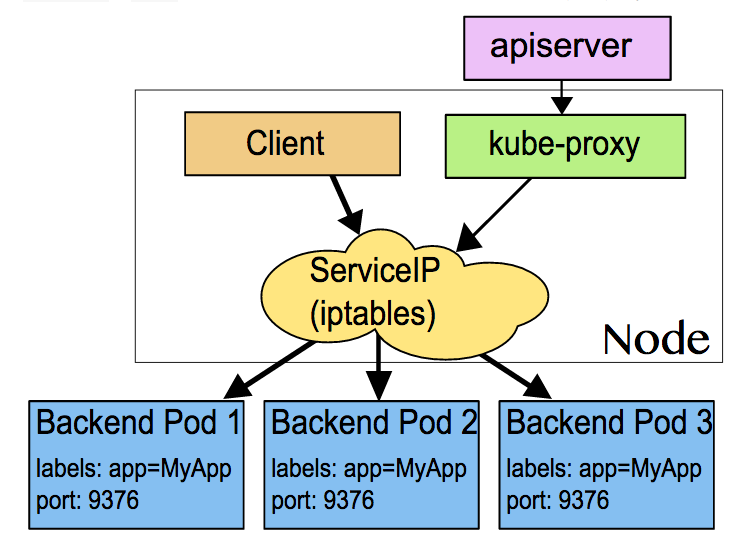 apiserver
Client
kube-proxy
ServiceIP
(iptables)
Node
Backend Pod 1
labels: app=MyApp
port: 9376
Backend Pod 2
labels: app=MyApp
port: 9376
Backend Pod 3
labels: app=MyApp
port: 9376